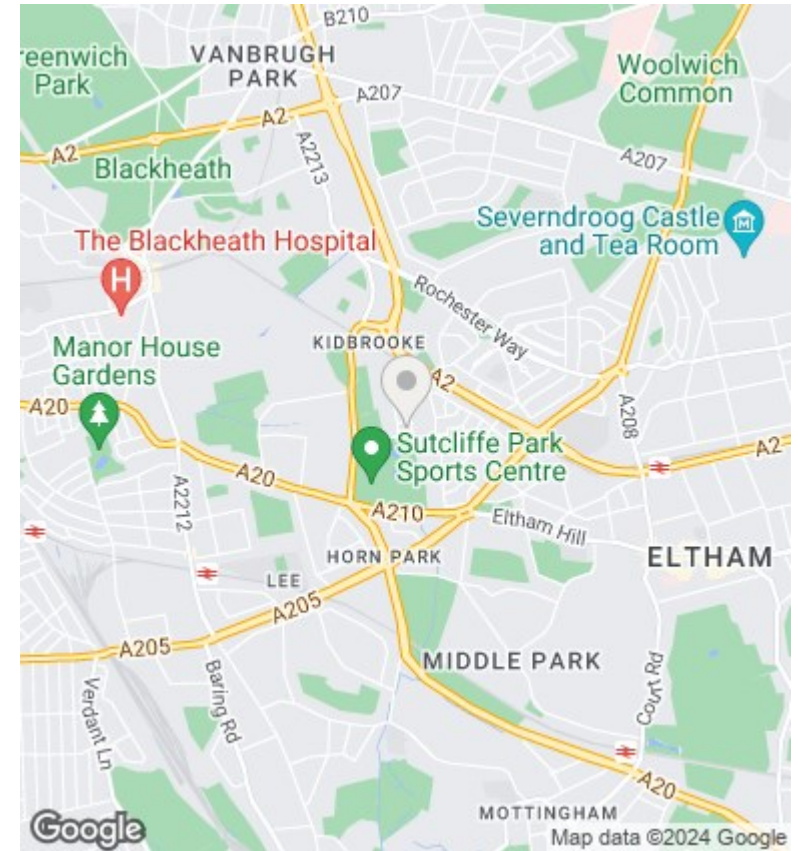 B210
VANBRUGH
PARK
reenwich
Park
Woolwich
Common
A207
A2
A2
A2213
A207
Blackheath
Severndroog Castle
and Tea Room
The Blackheath Hospital
H
Rochester Way
KIDBROOKE
Manor House
Gardens
A2
A20
A208
Sutcliffe Park
Sports Centre
A2
A20
A2212
A210
Eltham Hill
HORN PARK
ELTHAM
LEE
A205
A205
MIDDLE PARK
Baring Rd
Verdant Ln
Court Rd
A20
MOTTINGHAM
Google
Map data ©2024 Google